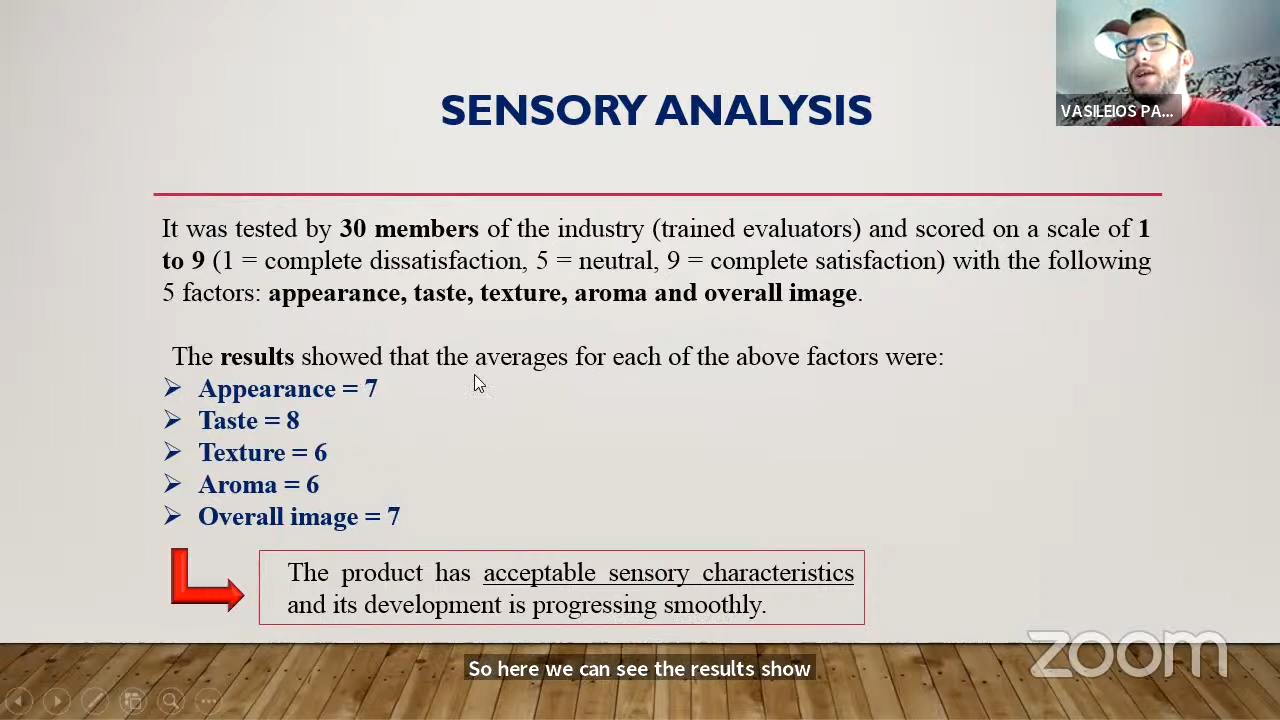 SENSORY ANALYSIS
VASILEIOS PA...
It was tested by 30 members of the industry (trained evaluators) and scored on a scale of 1
to 9 (1 = complete dissatisfaction, 5 = neutral, 9 = complete satisfaction) with the following
5 factors: appearance, taste, texture, aroma and overall image.
The results showed that the averages for each of the above factors were:
Appearance = 7
Taste = 8
Texture = 6
Aroma = 6
Overall image = 7
The product has acceptable sensory characteristics
and its development is progressing smoothly.
zoom
So here we can see the results show